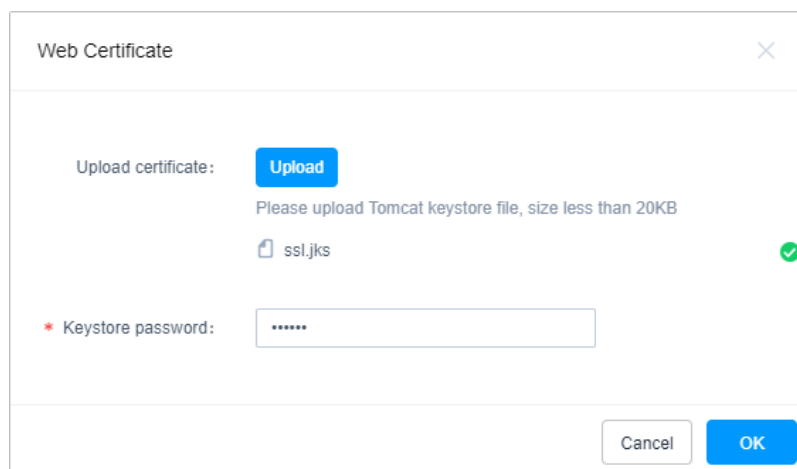 Web Certificate
Upload certificate: Upload
Please upload Tomcat keystore file, size less than 20KB
ssl.jks
* Keystore password: ••••••
Cancel OK